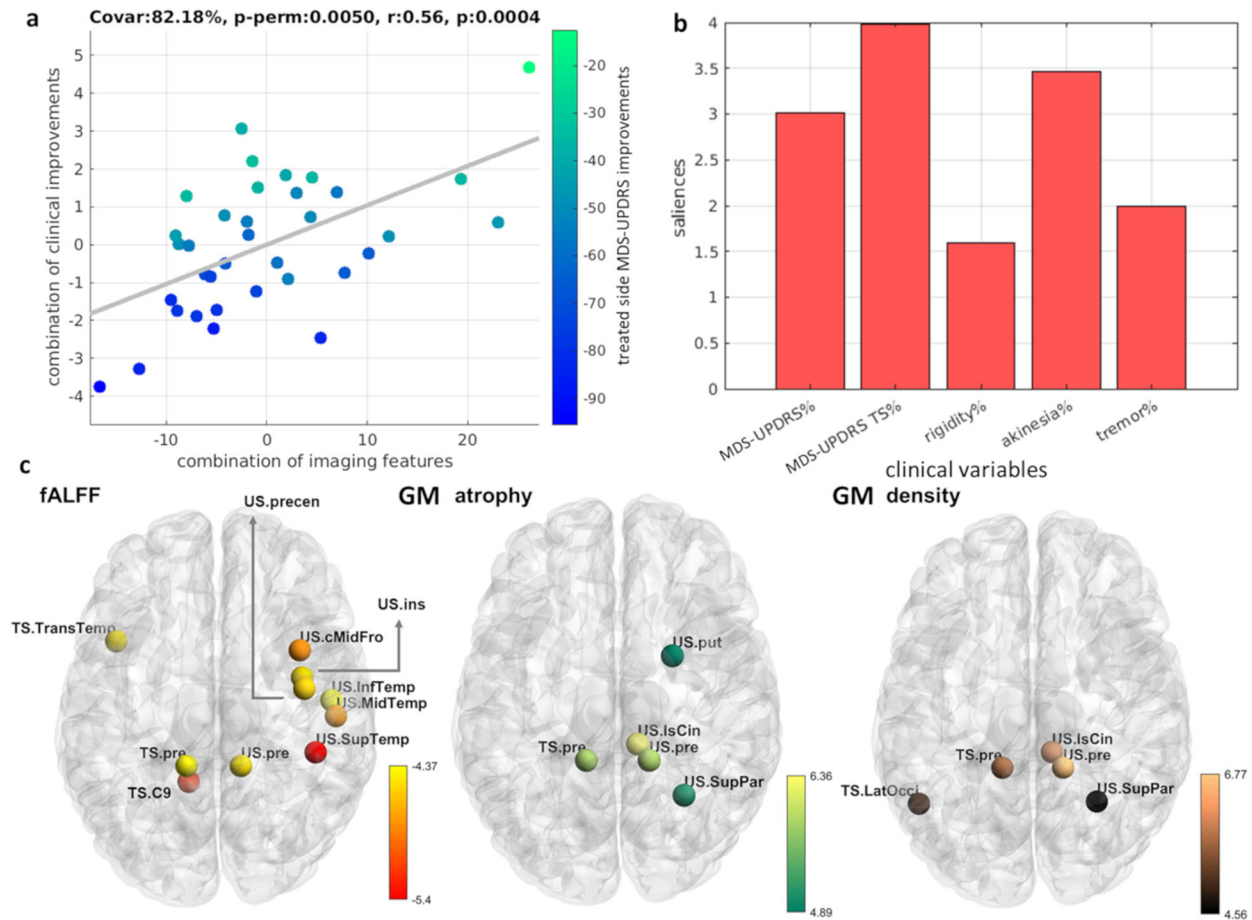 a
Covar:82.18%, p-perm:0.0050, r:0.56, p:0.0004
combination of clinical improvements
5
4
3
2
1
0
-1
-2
-3
-4
-10
0
10
20
combination of imaging features
-20
-30
-40
-50
-60
-70
-80
-90
treated side MDS-UPDRS improvements
b
saliences
4
3.5
3
2.5
2
1.5
1
0.5
0
MDS-UPDRS%
MDS-UPDRS TS%
rigidity%
akinesia%
tremor%
clinical variables
c
fALFF
US.precen
US.ins
TS.TransTemp
US.cMidFro
US.InfTemp
US.MidTemp
US.SupTemp
TS.pre
US.pre
TS.C9
-4.37
-5.4
GM atrophy
US.put
US.IsCin
TS.pre
US.pre
US.SupPar
6.36
4.89
GM density
US.IsCin
TS.pre
US.pre
TS.LatOcci
US.SupPar
6.77
4.56